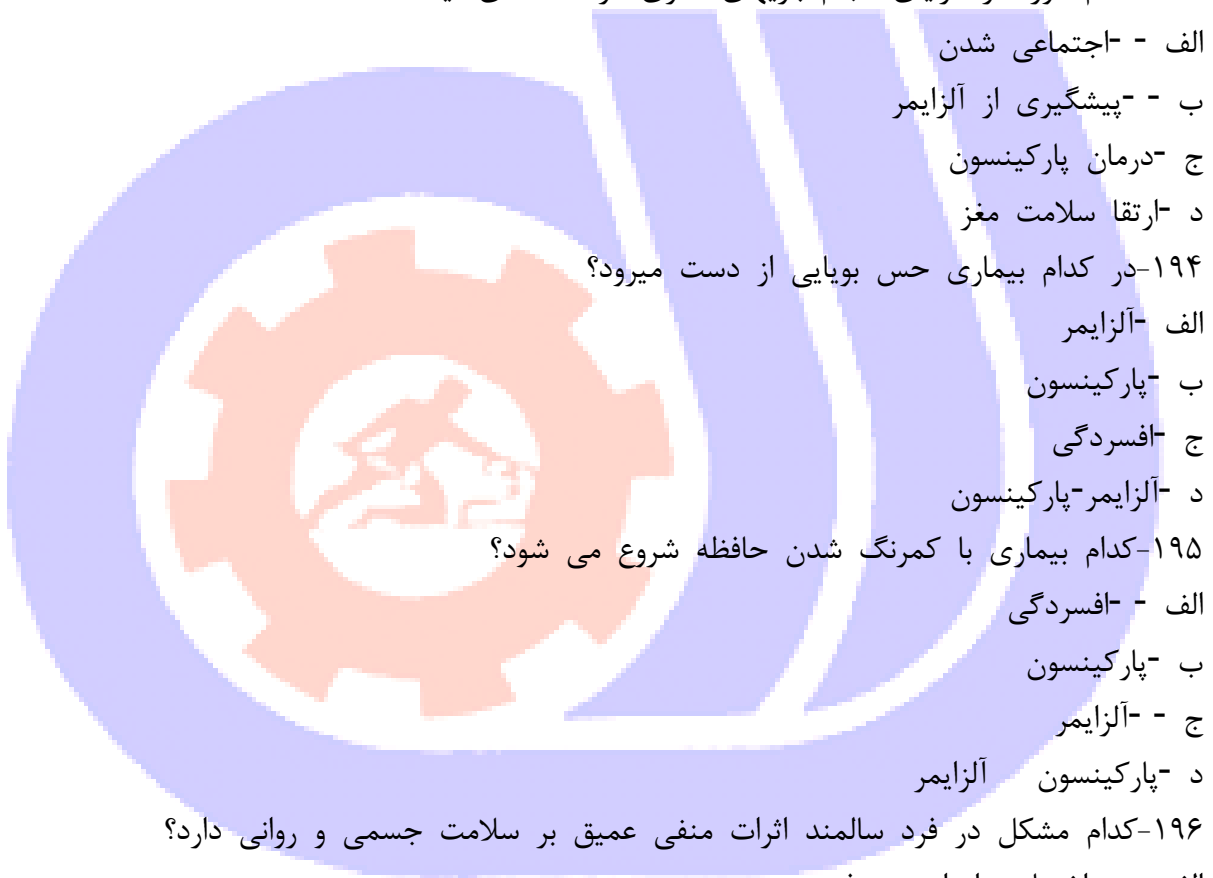 الف - -اجتماعی شدن
ب - -پیشگیری از آلزایمر
ج -درمان پارکینسون
د -ارتقا سلامت مغز
۱۹۴-در کدام بیماری حس بویایی از دست میرود؟
الف -آلزایمر
ب -پارکینسون
ج -افسردگی
د -آلزایمر-پارکینسون
۱۹۵-کدام بیماری با کمرنگ شدن حافظه شروع می شود؟
الف - -افسردگی
ب -پارکینسون
ج - -آلزایمر
د -پارکینسون آلزایمر
۱۹۶-کدام مشکل در فرد سالمند اثرات منفی عمیق بر سلامت جسمی و روانی دارد؟